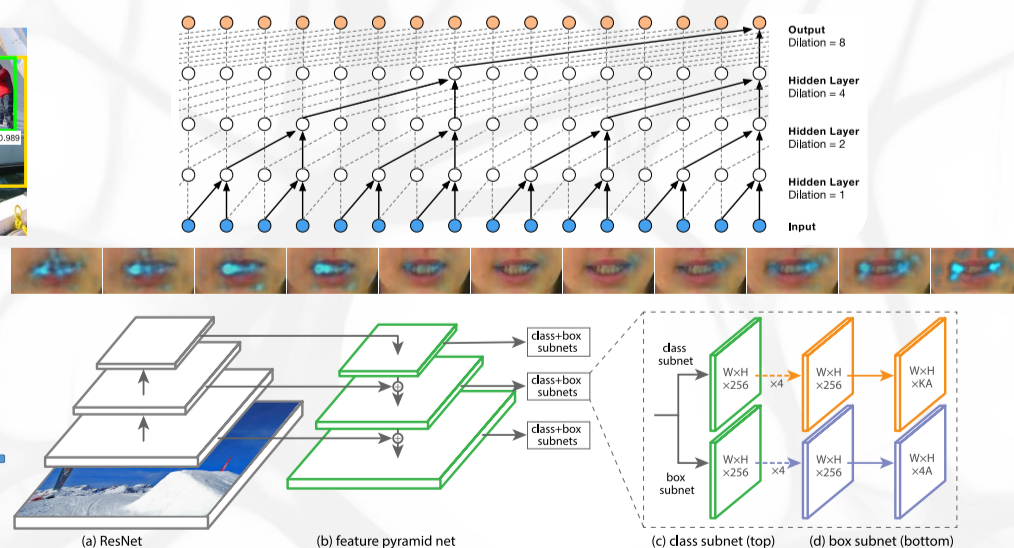 Output
Dilation = 8
Hidden Layer
Dilation = 4
0.989
Hidden Layer
Dilation = 2
Hidden Layer
Dilation = 1
Input
class+box
subnets
class+box
subnets
class+box
subnets
class
subnet
W×H
×256
×4
W×H
×256
W×H
×KA
box
subnet
W×H
×256
×4
W×H
×256
W×H
×4A
(a) ResNet
(b) feature pyramid net
(c) class subnet (top)
(d) box subnet (bottom)